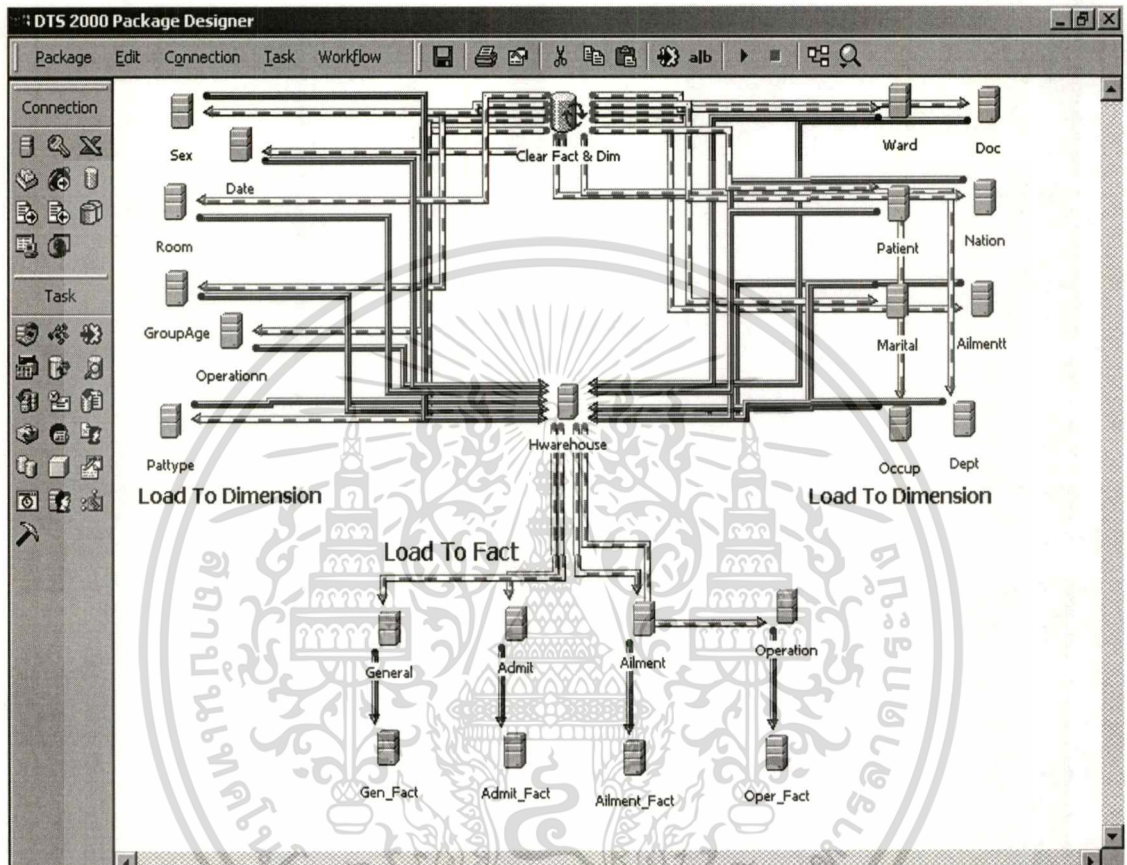 DTS 2000 Package Designer
Package Edit Connection Task Workflow
alb
Connection
Task
Sex
Date
Room
GroupAge
Operationn
Pattype
Load To Dimension
Clear Fact & Dim
Ward
Doc
Patient
Nation
Marital
Ailmentt
Occup
Dept
Load To Dimension
Hwarehouse
Load To Fact
General
Admit
Ailment
Operation
Gen_Fact
Admit_Fact
Ailment_Fact
Oper_Fact